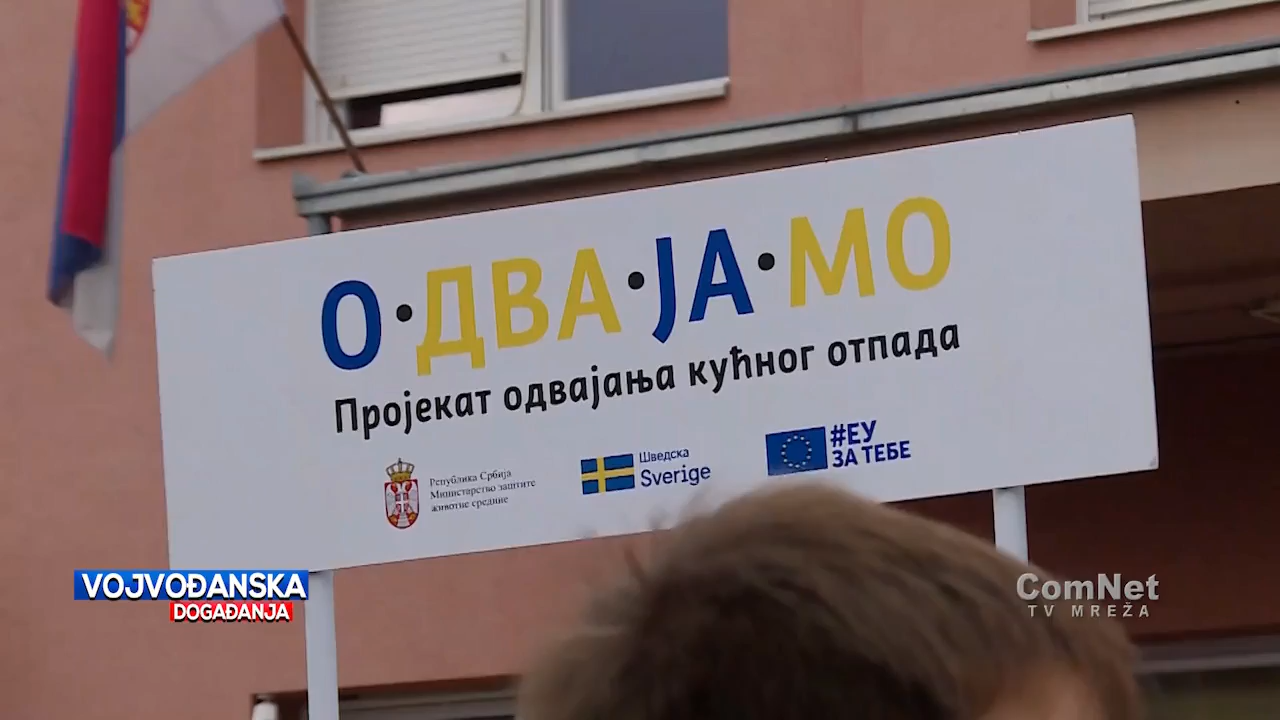 О·ДВА·ЈА·МО
Пројекат одвајања кућног отпада
Република Србија
Министарство заштите
животне средине
Шведска
Sverige
#ЕУ
ЗА ТЕБЕ
VOJVOĐANSKA
DOGAĐANJA
ComNet
TV MREŽA